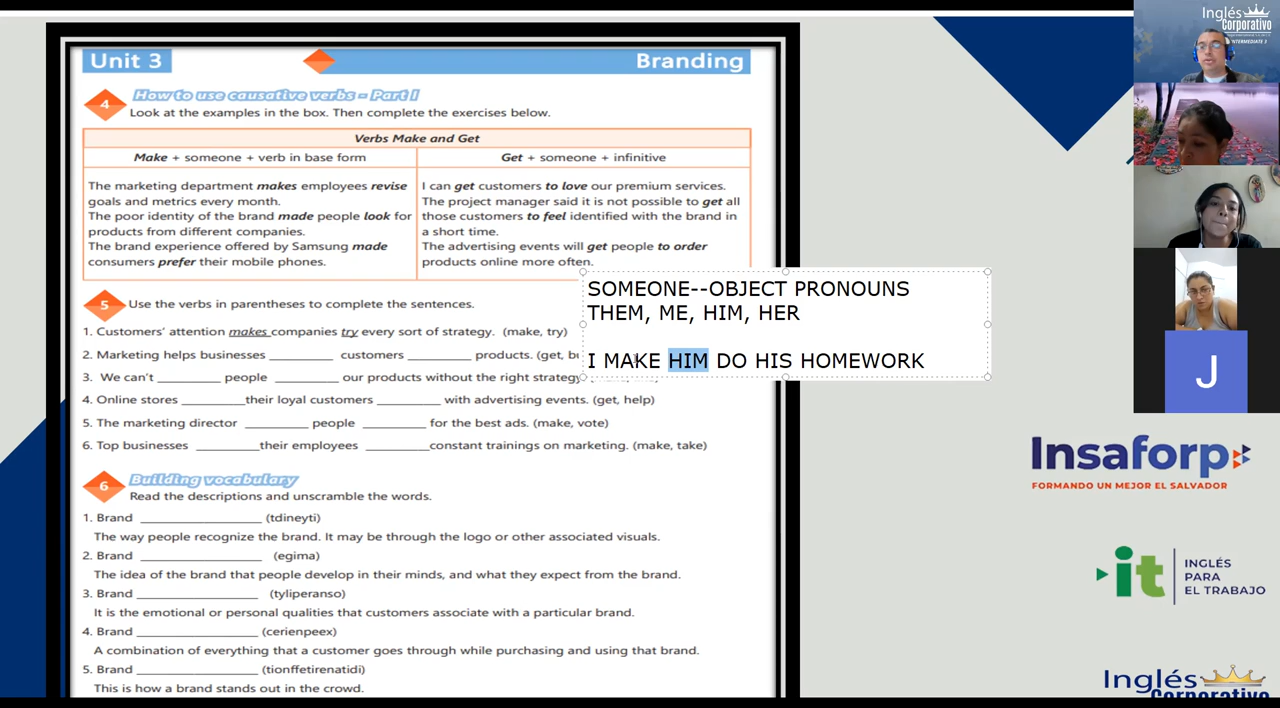 Unit 3
Branding
4
How to use causative verbs – Part I
Look at the examples in the box. Then complete the exercises below.
Verbs Make and Get
Make + someone + verb in base form
Get + someone + infinitive
The marketing department makes employees revise
goals and metrics every month.
The poor identity of the brand made people look for
products from different companies.
The brand experience offered by Samsung made
consumers prefer their mobile phones.
I can get customers to love our premium services.
The project manager said it is not possible to get all
those customers to feel identified with the brand in
a short time.
The advertising events will get people to order
products online more often.
SOMEONE--OBJECT PRONOUNS
THEM, ME, HIM, HER
I MAKE HIM DO HIS HOMEWORK
5
Use the verbs in parentheses to complete the sentences.
1. Customers’ attention makes companies try every sort of strategy. (make, try)
2. Marketing helps businesses __________ customers __________ products. (get,
3. We can’t __________ people __________ our products without the right strategy.
4. Online stores __________their loyal customers __________ with advertising events. (get, help)
5. The marketing director __________ people __________ for the best ads. (make, vote)
6. Top businesses __________their employees __________constant trainings on marketing. (make, take)
6
Building vocabulary
Read the descriptions and unscramble the words.
1. Brand ____________________ (tdineyti)
The way people recognize the brand. It may be through the logo or other associated visuals.
2. Brand ____________________ (egima)
The idea of the brand that people develop in their minds, and what they expect from the brand.
3. Brand ____________________ (tyliperanso)
It is the emotional or personal qualities that customers associate with a particular brand.
4. Brand ____________________ (cerienpeex)
A combination of everything that a customer goes through while purchasing and using that brand.
5. Brand ____________________ (tionffetirenatidi)
This is how a brand stands out in the crowd.
Inglés
Corporativo
INTERMEDIATE 3
J
Insaforp
FORMANDO UN MEJOR EL SALVADOR
it
INGLÉS
PARA
EL TRABAJO
Inglés
Corporativo